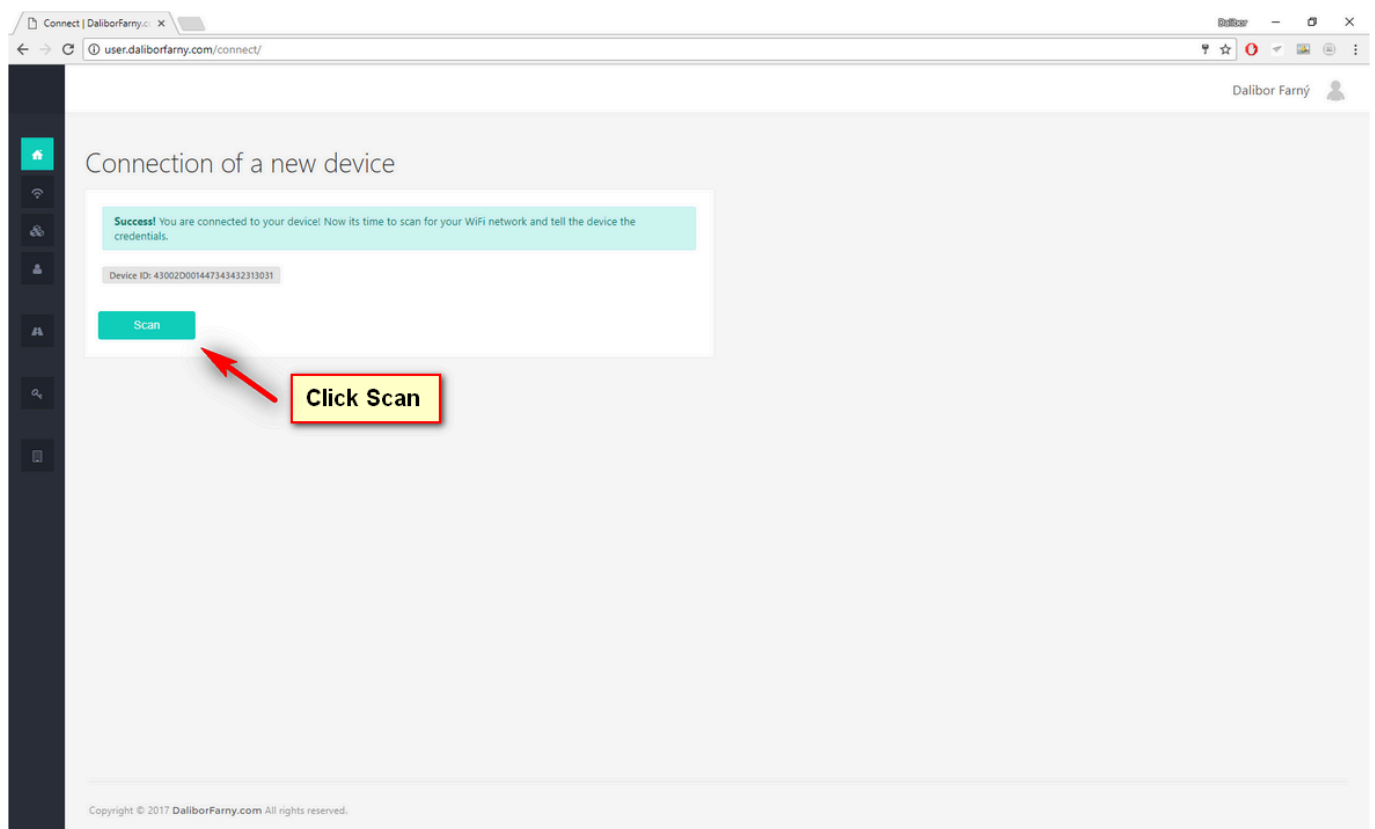 Connect | DaliborFarny.c
Dalibor
user.daliborfarny.com/connect/
Dalibor Farný
Connection of a new device
Success! You are connected to your device! Now its time to scan for your WiFi network and tell the device the
credentials.
Device ID: 43002D001447343432313031
Scan
Click Scan
Copyright © 2017 DaliborFarny.com All rights reserved.